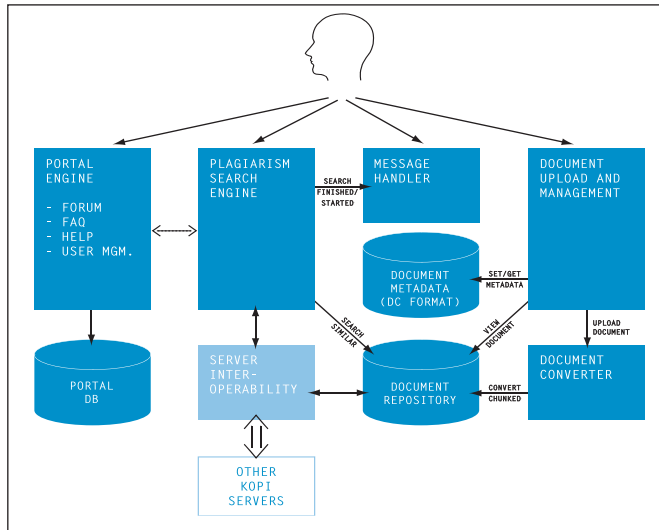 PORTAL
ENGINE
- FORUM
- FAQ
- HELP
- USER MGM.
PLAGIARISM
SEARCH
ENGINE
SEARCH
FINISHED/
STARTED
MESSAGE
HANDLER
DOCUMENT
UPLOAD AND
MANAGEMENT
DOCUMENT
METADATA
(DC FORMAT)
SET/GET
METADATA
SEARCH
SIMILAR
VIEW
DOCUMENT
UPLOAD
DOCUMENT
PORTAL
DB
SERVER
INTER-
OPERABILITY
DOCUMENT
REPOSITORY
CONVERT
CHUNKED
DOCUMENT
CONVERTER
OTHER
KOPI
SERVERS